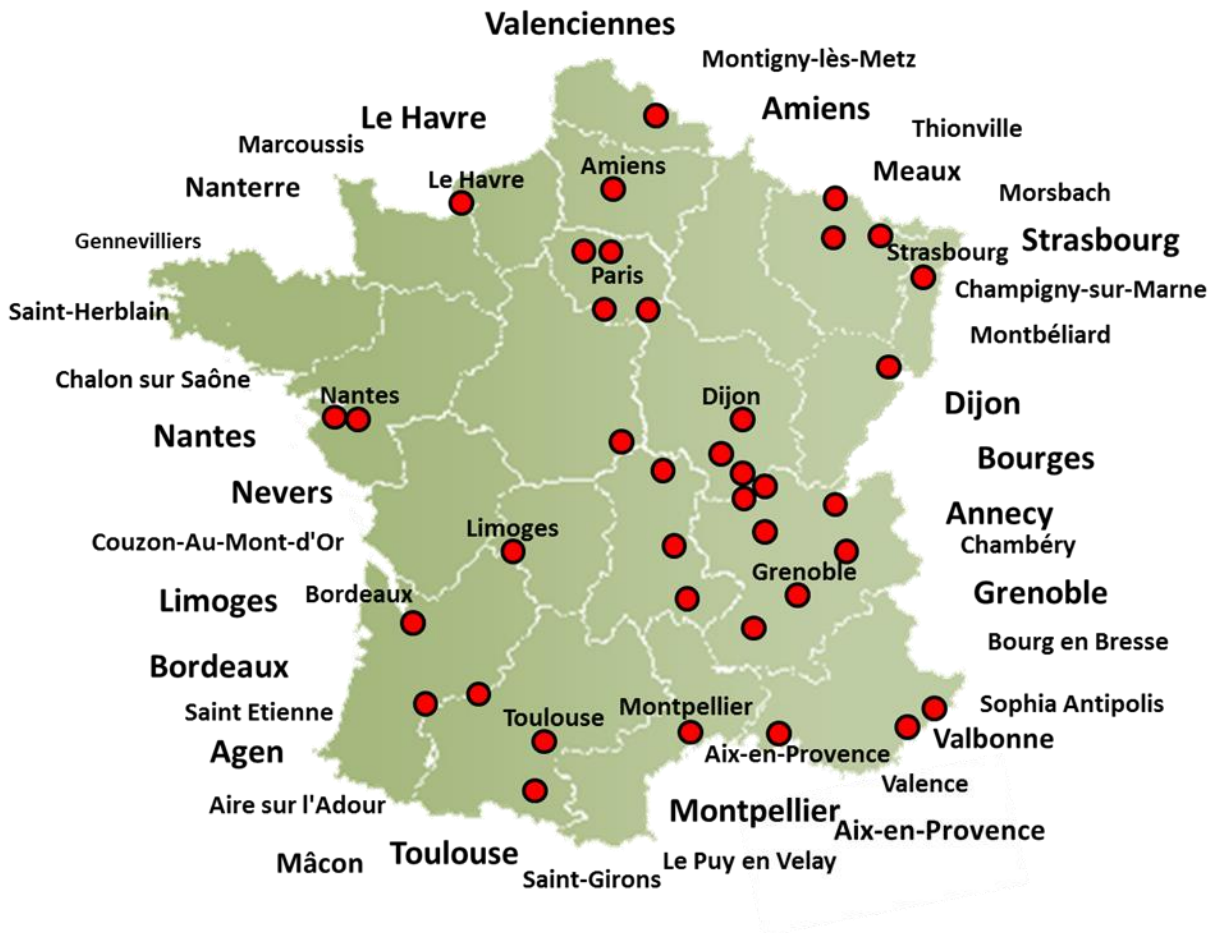 Valenciennes
Montigny-lès-Metz
Amiens
Le Havre
Thionville
Marcoussis
Amiens
Meaux
Nanterre
Le Havre
Morsbach
Gennevilliers
Strasbourg
Strasbourg
Paris
Champigny-sur-Marne
Saint-Herblain
Montbéliard
Chalon sur Saône
Nantes
Dijon
Dijon
Nantes
Bourges
Nevers
Annecy
Limoges
Couzon-Au-Mont-d'Or
Chambéry
Grenoble
Limoges
Bordeaux
Grenoble
Bourg en Bresse
Bordeaux
Saint Etienne
Toulouse
Montpellier
Sophia Antipolis
Valbonne
Agen
Aix-en-Provence
Valence
Aire sur l'Adour
Montpellier
Aix-en-Provence
Mâcon
Toulouse
Le Puy en Velay
Saint-Girons